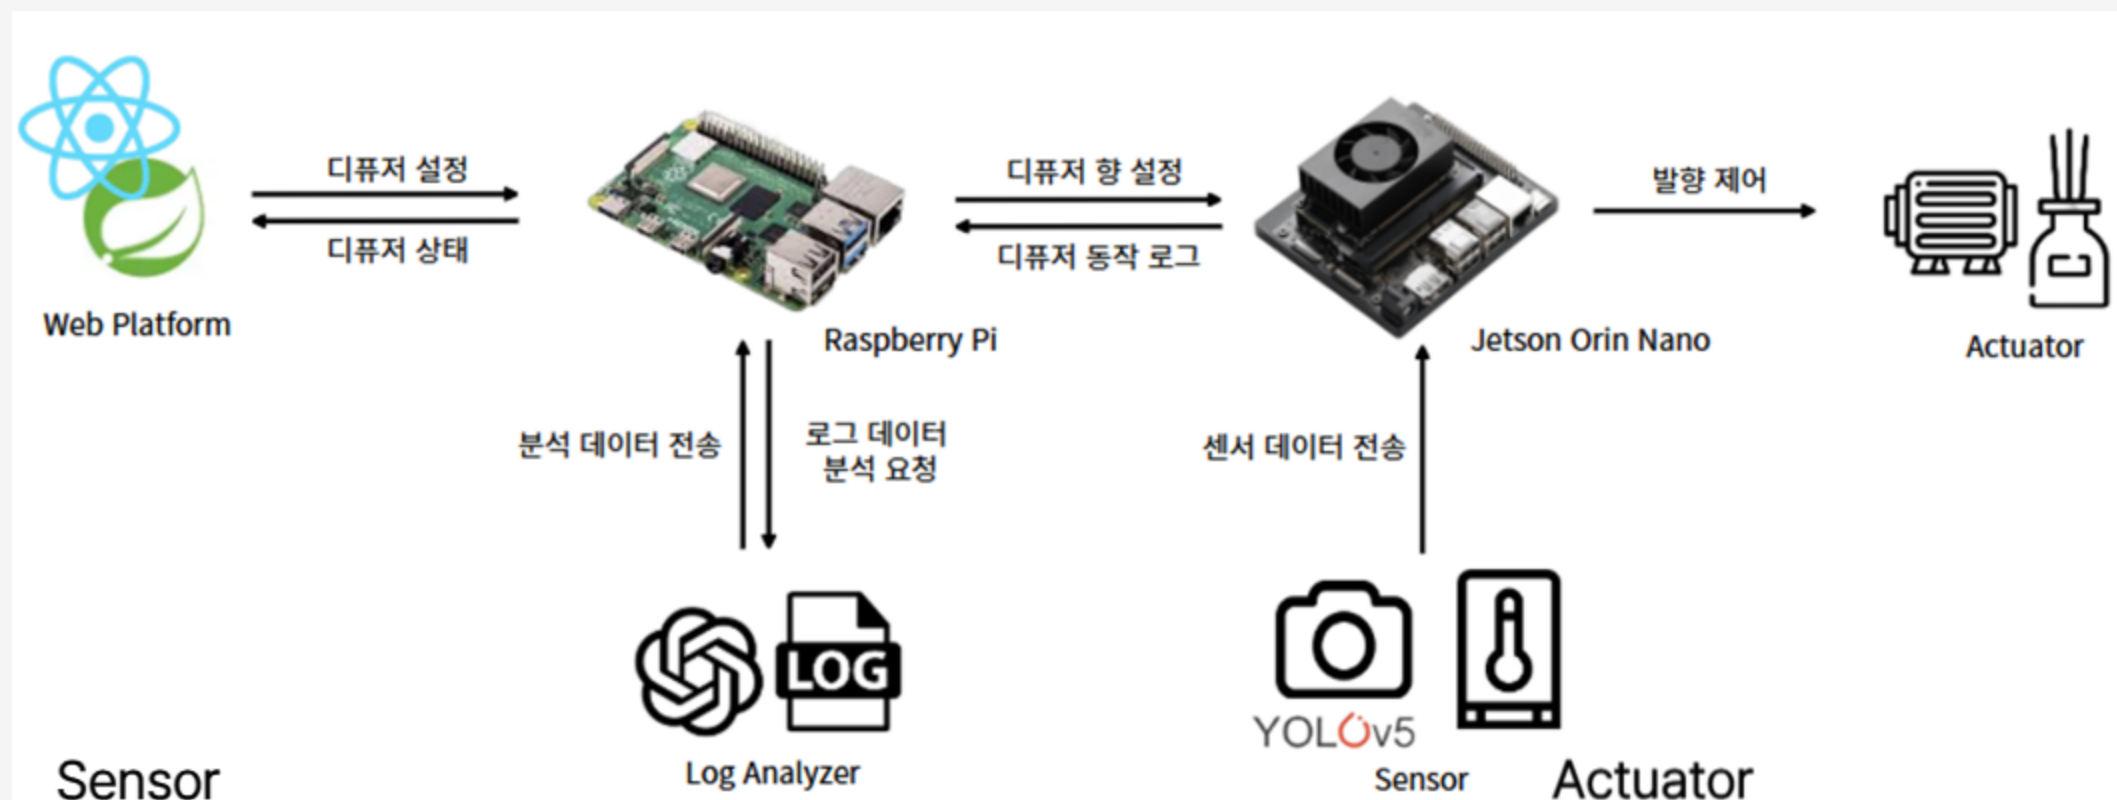 디퓨저 설정
디퓨저 상태
Web Platform
Raspberry Pi
디퓨저 향 설정
디퓨저 동작 로그
Jetson Orin Nano
발향 제어
Actuator
분석 데이터 전송
로그 데이터
분석 요청
센서 데이터 전송
LOG
Log Analyzer
YOLOv5
Sensor
Sensor
Actuator